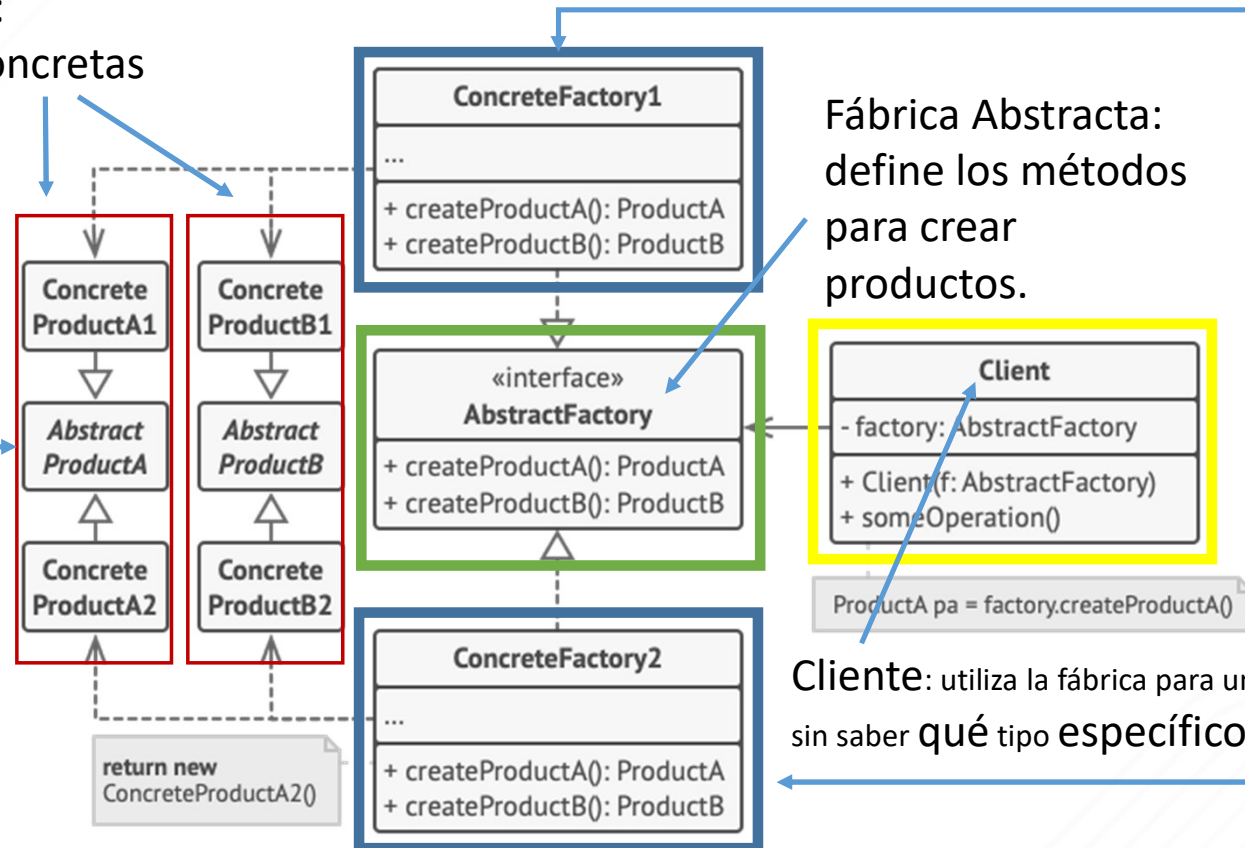 :
oncretas
ConcreteFactory1
...
+ createProductA(): ProductA
+ createProductB(): ProductB
Fábrica Abstracta:
define los métodos
para crear
productos.
Concrete
ProductA1
Concrete
ProductB1
Abstract
ProductA
Abstract
ProductB
Concrete
ProductA2
Concrete
ProductB2
«interface»
AbstractFactory
+ createProductA(): ProductA
+ createProductB(): ProductB
Client
- factory: AbstractFactory
+ Client(f: AbstractFactory)
+ someOperation()
ProductA pa = factory.createProductA()
ConcreteFactory2
...
+ createProductA(): ProductA
+ createProductB(): ProductB
return new
ConcreteProductA2()
Cliente: utiliza la fábrica para un
sin saber qué tipo específico